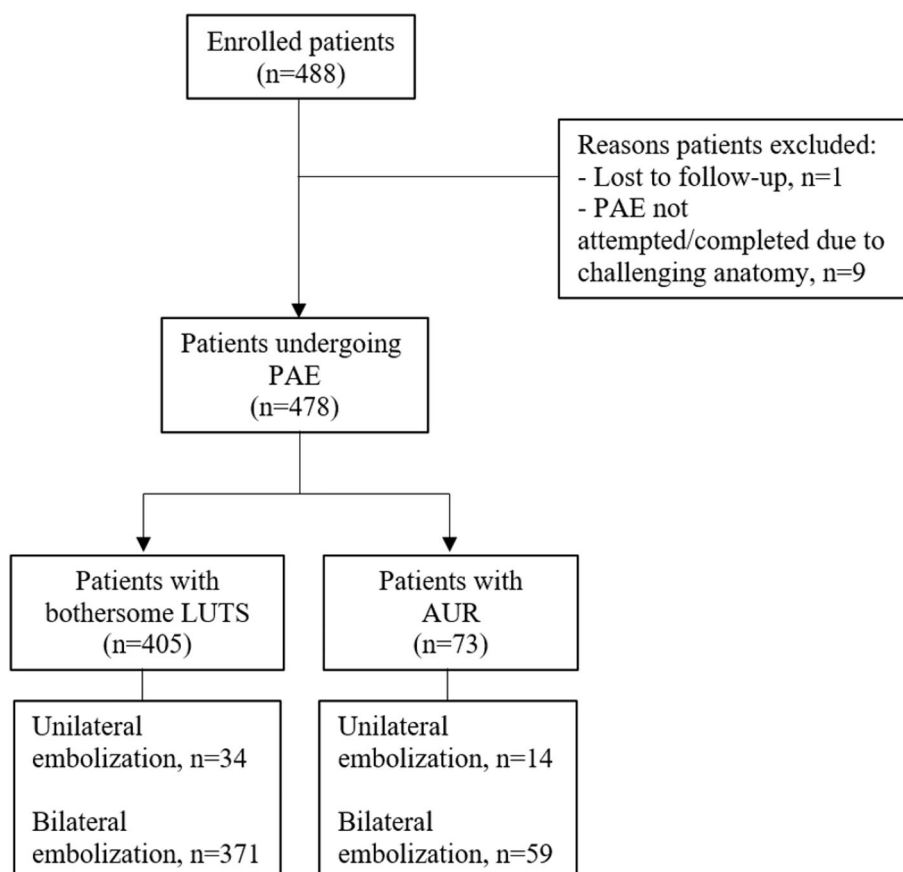 Enrolled patients
(n=488)
Reasons patients excluded:
- Lost to follow-up, n=1
- PAE not
attempted/completed due to
challenging anatomy, n=9
Patients undergoing
PAE
(n=478)
Patients with
bothersome LUTS
(n=405)
Patients with
AUR
(n=73)
Unilateral
embolization, n=34
Bilateral
embolization, n=371
Unilateral
embolization, n=14
Bilateral
embolization, n=59